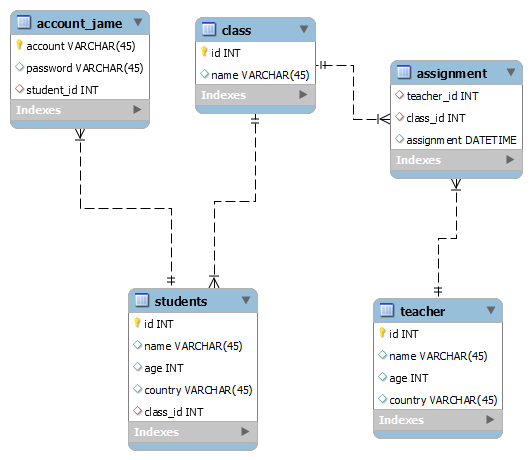 account_jame
account VARCHAR(45)
password VARCHAR(45)
student_id INT
Indexes
class
id INT
name VARCHAR(45)
Indexes
assignment
teacher_id INT
class_id INT
assignment DATETIME
Indexes
students
id INT
name VARCHAR(45)
age INT
country VARCHAR(45)
class_id INT
Indexes
teacher
id INT
name VARCHAR(45)
age INT
country VARCHAR(45)
Indexes